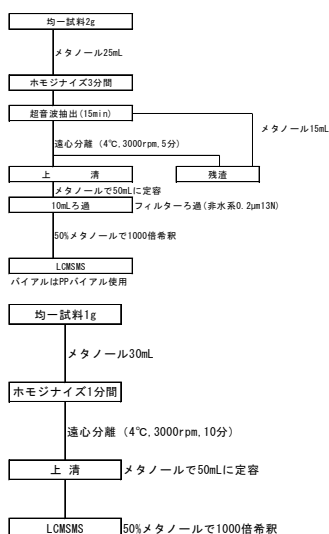 均一試料2g
メタノール25mL
ホモジナイズ3分間
超音波抽出(15min)
メタノール15mL
遠心分離 (4℃,3000rpm,5分)
上 清
残渣
メタノールで50mLに定容
10mLろ過
フィルターろ過(非水系0.2μm13N)
50%メタノールで1000倍希釈
LCMSMS
バイアルはPPバイアル使用
均一試料1g
メタノール30mL
ホモジナイズ1分間
遠心分離 (4℃,3000rpm,10分)
上 清
メタノールで50mLに定容
LCMSMS
50%メタノールで1000倍希釈